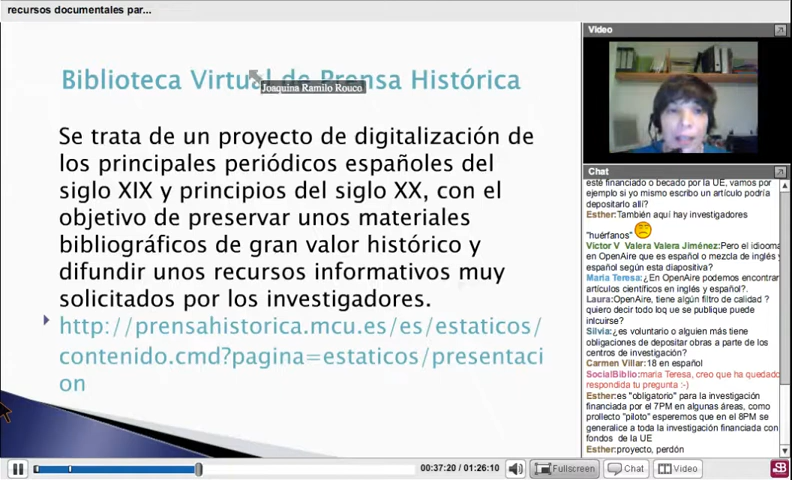 recursos documentales par...
Biblioteca Virtual de Prensa Histórica
Joaquina Ramilo Rouco
Se trata de un proyecto de digitalización de
los principales periódicos españoles del
siglo XIX y principios del siglo XX, con el
objetivo de preservar unos materiales
bibliográficos de gran valor histórico y
difundir unos recursos informativos muy
solicitados por los investigadores.
http://prensahistorica.mcu.es/es/estaticos/
contenido.cmd?pagina=estaticos/presentaci
on
Video
Chat
esté financiado o becado por la UE, vamos por
ejemplo si yo mismo escribo un artículo podría
depositarlo allí?
Esther:También aquí hay investigadores
"huérfanos"
Victor V Valera Valera Jiménez:Pero el idioma
en OpenAire que es español o mezcla de inglés y
español según esta diapositiva?
María Teresa:¿En OpenAire podemos encontrar
artículos científicos en inglés y español?.
Laura:OpenAire, tiene algún filtro de calidad ?
quiero decir todo loq ue se publique puede
inlcuirse?
Silvia:¿es voluntario o alguien más tiene
obligaciones de depositar obras a parte de los
centros de investigación?
Carmen Villar:18 en español
SocialBiblio:maria Teresa, creo que ha quedado
respondida tu pregunta :-)
Esther:es "obligatorio" para la investigación
financiada por el 7PM en algunas áreas, como
prollecto "piloto" esperemos que en el 8PM se
generalice a toda la investigación financiada con
fondos de la UE
Esther:proyecto, perdón
00:37:20 / 01:26:10
Fullscreen
Chat
Video
SB